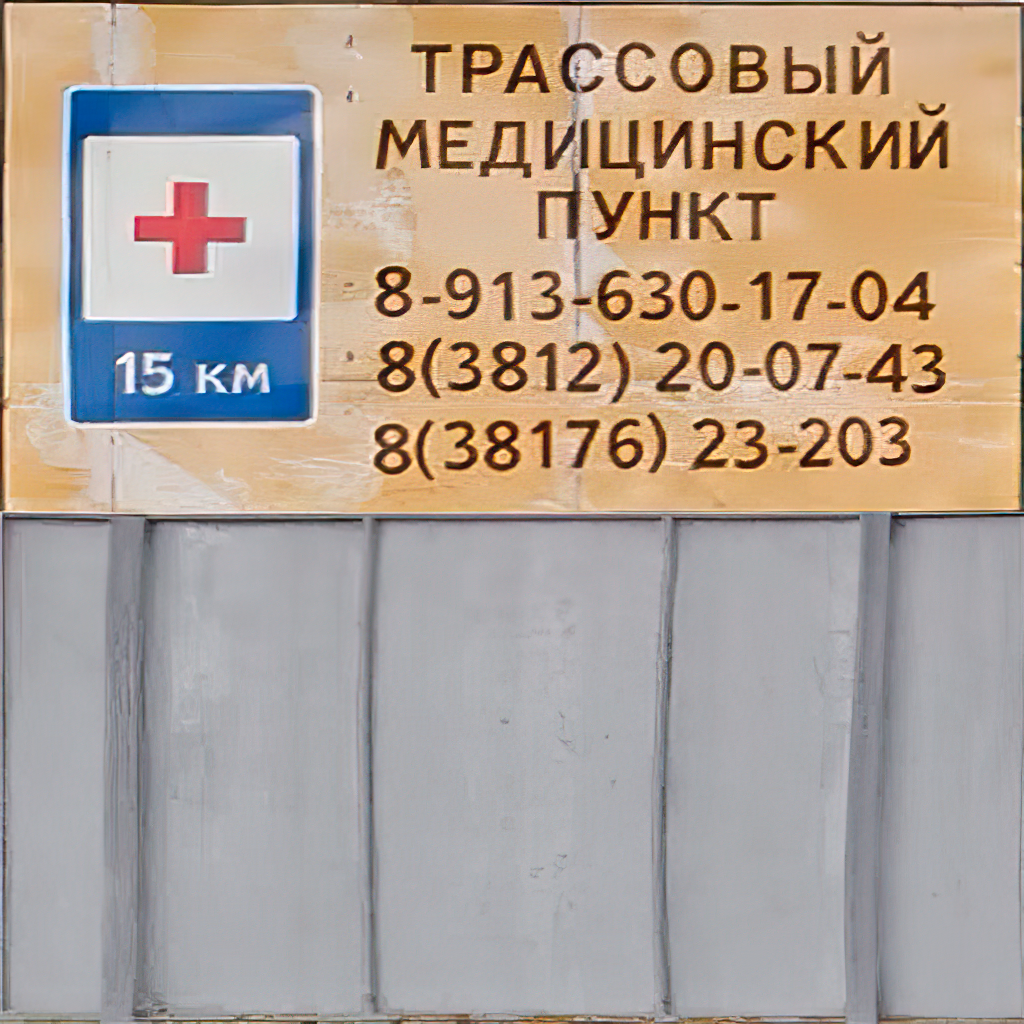 ТРАССОВЫЙ
МЕДИЦИНСКИЙ
ПУНКТ
8-913-630-17-04
8(3812) 20-07-43
8(38176) 23-203
15 км